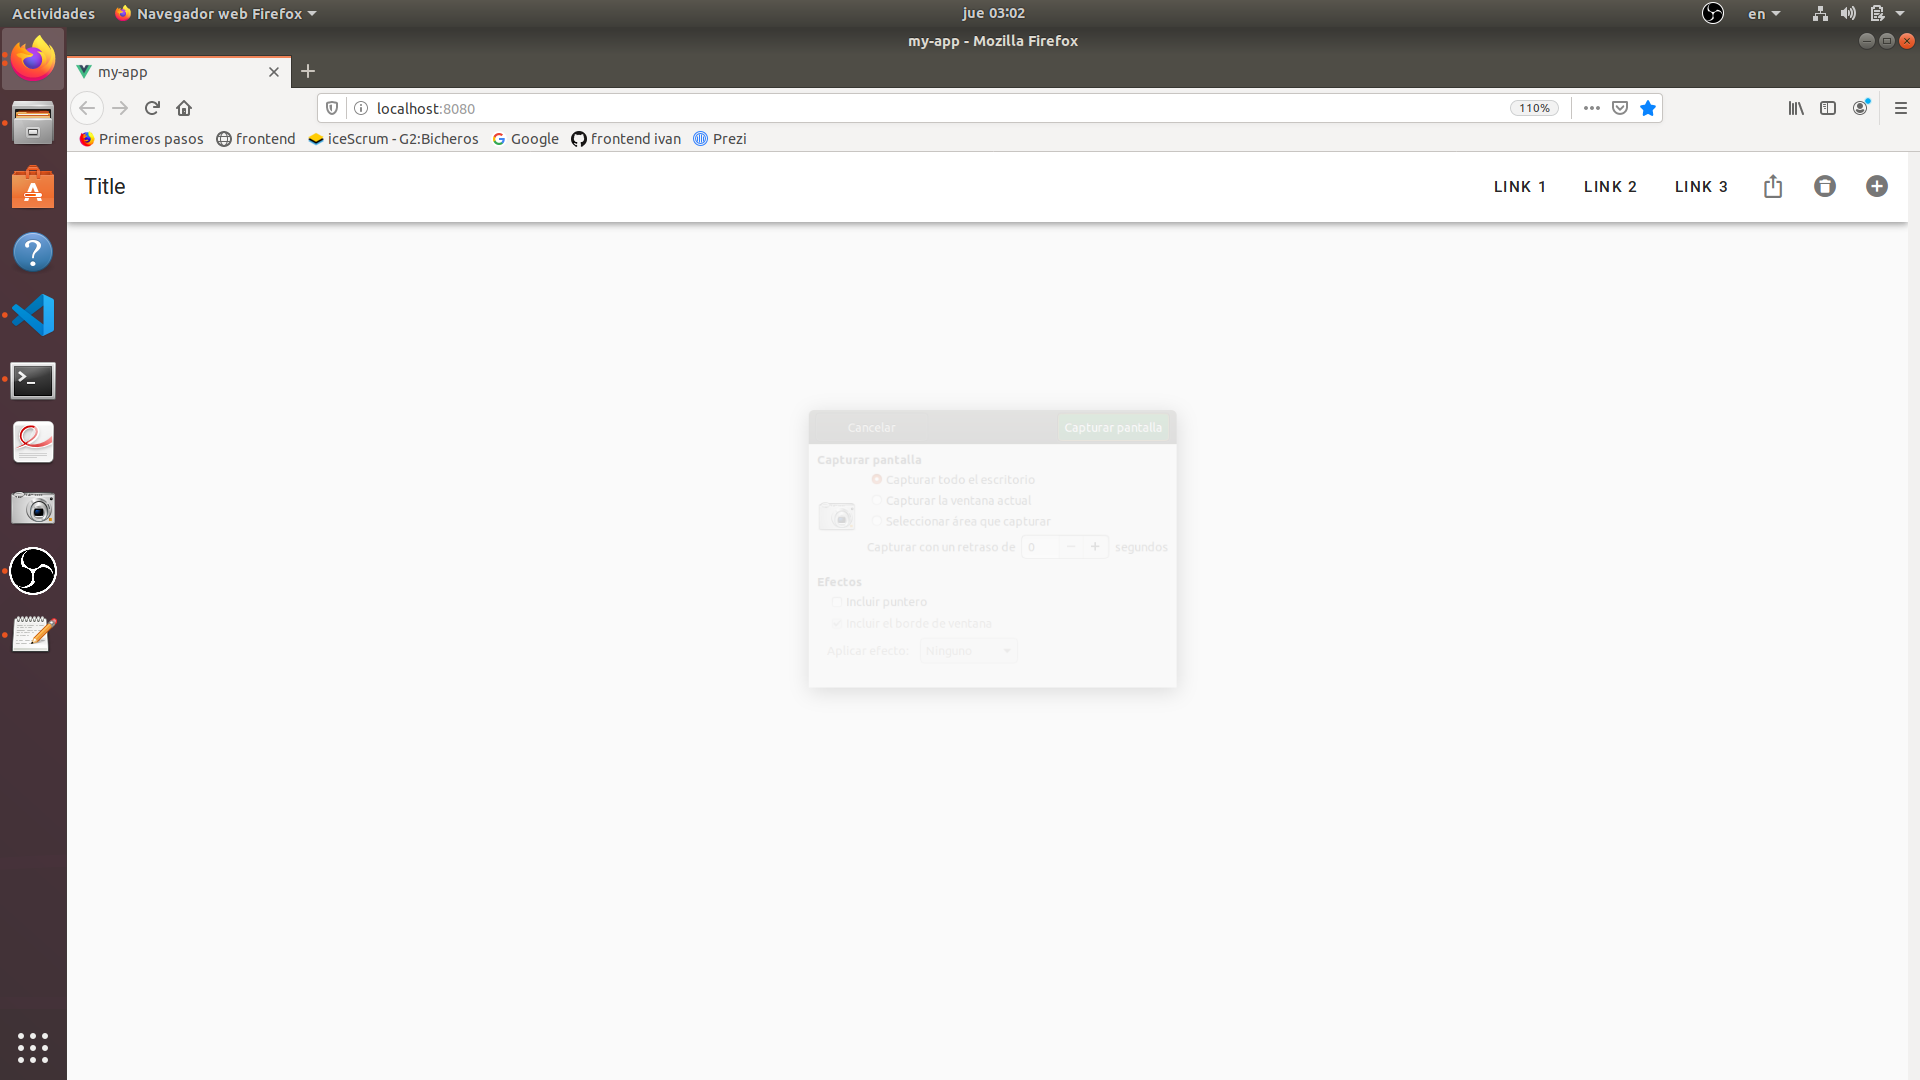 Actividades Navegador web Firefox jue 03:02 en
my-app - Mozilla Firefox
my-app
localhost:8080 110%
Primeros pasos frontend iceScrum - G2:Bicheros Google frontend ivan Prezi
Title LINK 1 LINK 2 LINK 3
Cancelar Capturar pantalla
Capturar pantalla
Capturar todo el escritorio
Capturar la ventana actual
Seleccionar área que capturar
Capturar con un retraso de 0 segundos
Efectos
Incluir puntero
Incluir el borde de ventana
Aplicar efecto: Ninguno